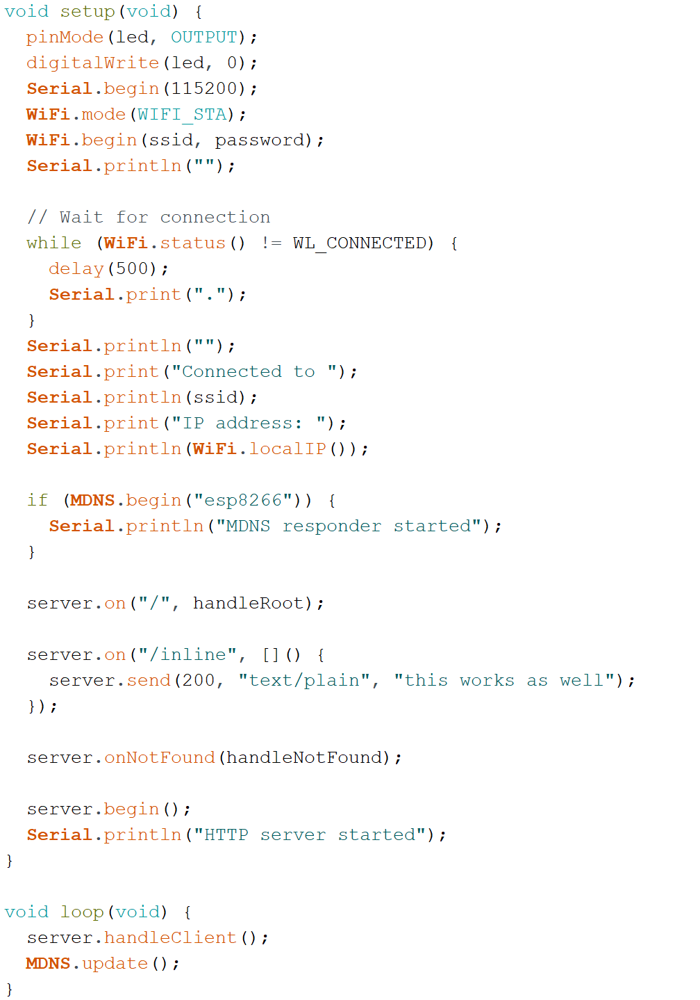 void setup(void) {
  pinMode(led, OUTPUT);
  digitalWrite(led, 0);
  Serial.begin(115200);
  WiFi.mode(WIFI_STA);
  WiFi.begin(ssid, password);
  Serial.println("");

  // Wait for connection
  while (WiFi.status() != WL_CONNECTED) {
    delay(500);
    Serial.print(".");
  }
  Serial.println("");
  Serial.print("Connected to ");
  Serial.println(ssid);
  Serial.print("IP address: ");
  Serial.println(WiFi.localIP());

  if (MDNS.begin("esp8266")) {
    Serial.println("MDNS responder started");
  }

  server.on("/", handleRoot);

  server.on("/inline", []() {
    server.send(200, "text/plain", "this works as well");
  });

  server.onNotFound(handleNotFound);

  server.begin();
  Serial.println("HTTP server started");
}

void loop(void) {
  server.handleClient();
  MDNS.update();
}